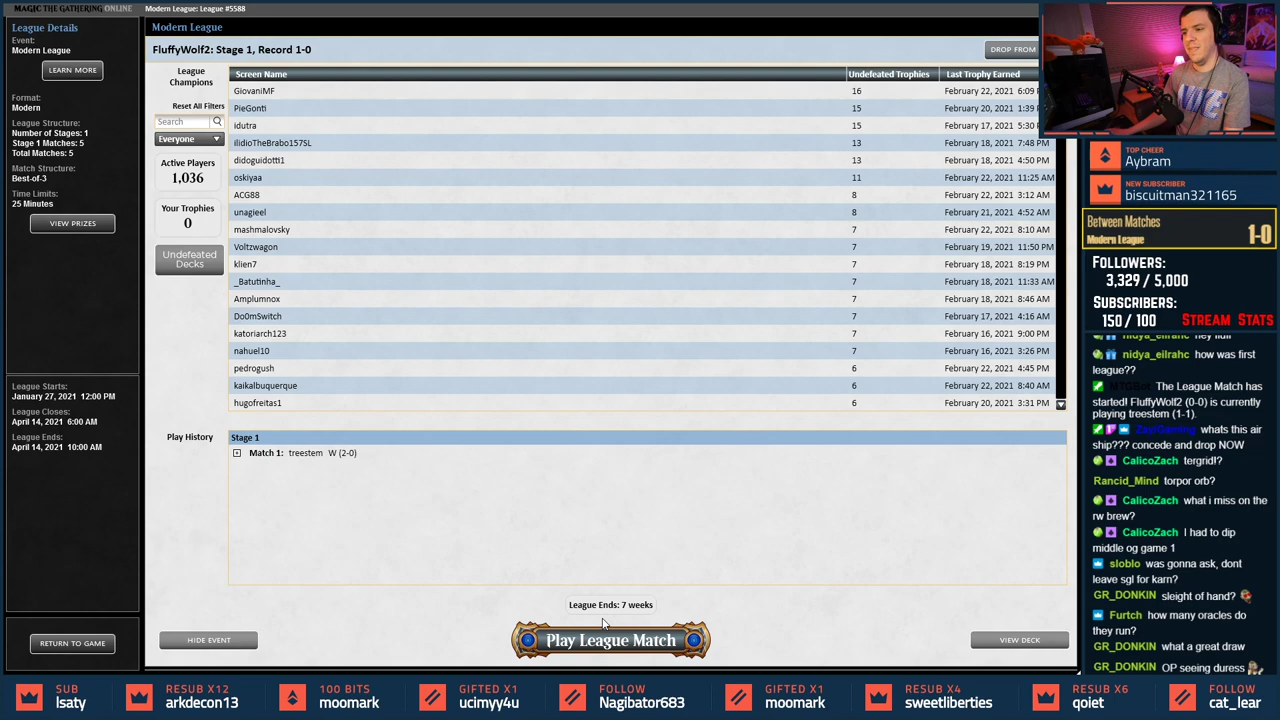 MAGIC THE GATHERING ONLINE
Modern League: League #5588
League Details
Event:
Modern League
LEARN MORE
Format:
Modern
League Structure:
Number of Stages: 1
Stage 1 Matches: 5
Total Matches: 5
Match Structure:
Best-of-3
Time Limits:
25 Minutes
VIEW PRIZES
League Starts:
January 27, 2021 12:00 PM
League Closes:
April 14, 2021 6:00 AM
League Ends:
April 14, 2021 10:00 AM
RETURN TO GAME
Modern League
FluffyWolf2: Stage 1, Record 1-0
DROP FROM
League
Champions
Reset All Filters
Search
Everyone
Active Players
1,036
Your Trophies
0
Undefeated
Decks
Screen Name Undefeated Trophies Last Trophy Earned
GiovaniMF 16 February 22, 2021 6:09
PieGonti 15 February 20, 2021 1:39
idutra 15 February 17, 2021 5:30
ilidioTheBrabo157SL 13 February 18, 2021 7:48 PM
didoguidotti1 13 February 18, 2021 4:50 PM
oskiyaa 11 February 22, 2021 11:25 AM
ACG88 8 February 22, 2021 3:12 AM
unagieel 8 February 21, 2021 4:52 AM
mashmalovsky 7 February 22, 2021 8:10 AM
Voltzwagon 7 February 19, 2021 11:50 PM
klien7 7 February 18, 2021 8:19 PM
_Batutinha_ 7 February 18, 2021 11:33 AM
Amplumnox 7 February 18, 2021 8:46 AM
Do0mSwitch 7 February 17, 2021 4:16 AM
katoriarch123 7 February 16, 2021 9:00 PM
nahuel10 7 February 16, 2021 3:26 PM
pedrogush 6 February 22, 2021 4:45 PM
kaikalbuquerque 6 February 22, 2021 8:40 AM
hugofreitas1 6 February 20, 2021 3:31 PM
Play History
Stage 1
Match 1: treestem W (2-0)
League Ends: 7 weeks
HIDE EVENT
Play League Match
VIEW DECK
TOP CHEER
Aybram
NEW SUBSCRIBER
biscuitman321165
Between Matches
Modern League
1-0
Followers:
3,329 / 5,000
Subscribers:
150 / 100
Stream Stats
nidya_eilrahc hey fluff
nidya_eilrahc how was first
league??
MTGBot The League Match has
started! FluffyWolf2 (0-0) is currently
playing treestem (1-1).
ZaxlGaming whats this air
ship??? concede and drop NOW
CalicoZach tergrid!?
Rancid_Mind torpor orb?
CalicoZach what i miss on the
rw brew?
CalicoZach I had to dip
middle og game 1
sloblo was gonna ask, dont
leave sgl for karn?
GR_DONKIN sleight of hand?
Furtch how many oracles do
they run?
GR_DONKIN what a great draw
GR_DONKIN OP seeing duress
SUB
lsaty
RESUB X12
arkdecon13
100 BITS
moomark
GIFTED X1
ucimyy4u
FOLLOW
Nagibator683
GIFTED X1
moomark
RESUB X4
sweetliberties
RESUB X6
qoiet
FOLLOW
cat_lear